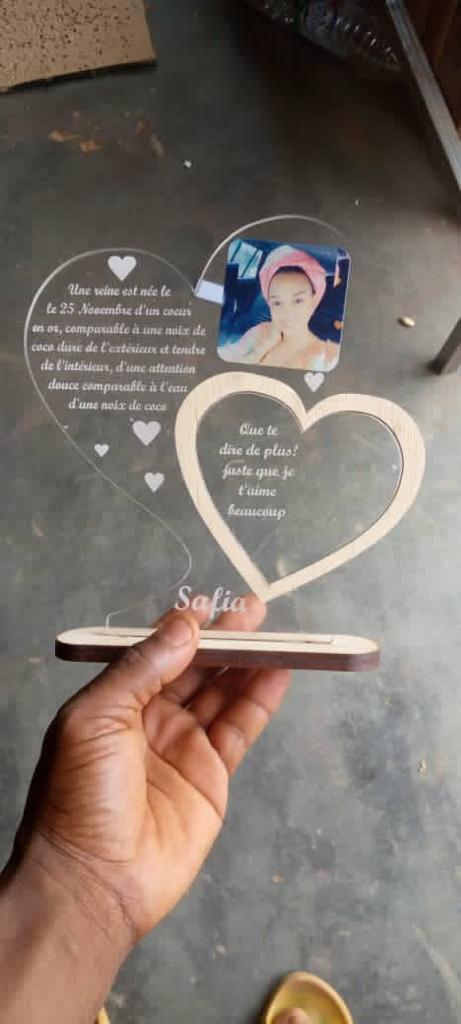 Une reine est née le
le 25 Novembre d'un coeur
en or, comparable à une noix de
coco dure de l'extérieur et tendre
de l'intérieur, d'une attention
douce comparable à l'eau
d'une noix de coco
Que te
dire de plus!
juste que je
t'aime
beaucoup
Safia